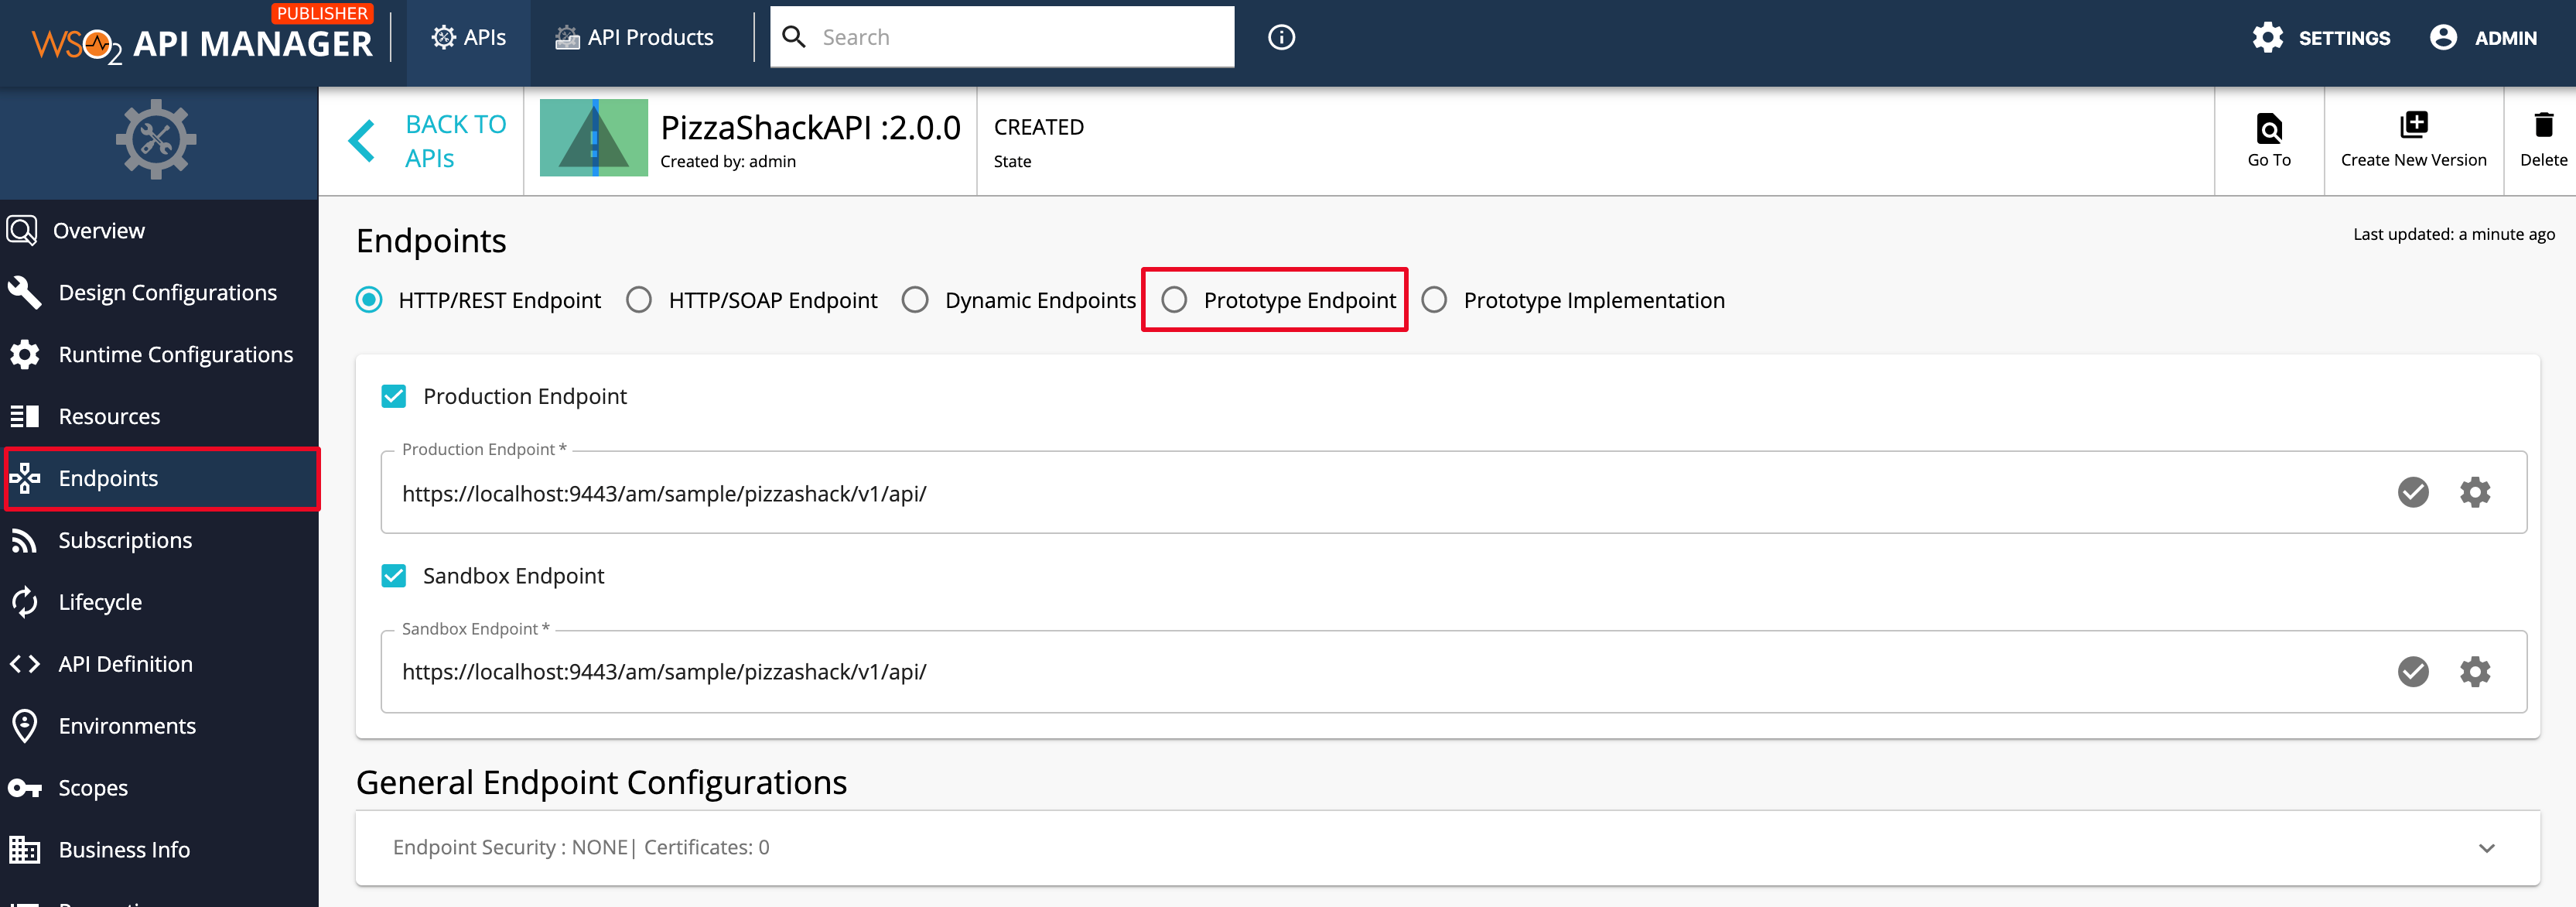 PUBLISHER
WSO2 API MANAGER
APIs
API Products
Search
SETTINGS
ADMIN
BACK TO
APIs
PizzaShackAPI :2.0.0
Created by: admin
CREATED
State
Go To
Create New Version
Delete
Overview
Design Configurations
Runtime Configurations
Resources
Endpoints
Subscriptions
Lifecycle
API Definition
Environments
Scopes
Business Info
Endpoints
Last updated: a minute ago
HTTP/REST Endpoint
HTTP/SOAP Endpoint
Dynamic Endpoints
Prototype Endpoint
Prototype Implementation
Production Endpoint
Production Endpoint *
https://localhost:9443/am/sample/pizzashack/v1/api/
Sandbox Endpoint
Sandbox Endpoint *
https://localhost:9443/am/sample/pizzashack/v1/api/
General Endpoint Configurations
Endpoint Security : NONE| Certificates: 0